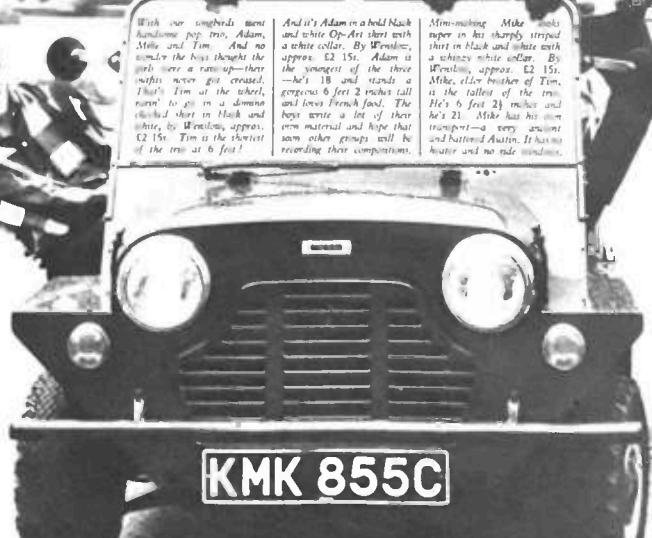 With our songbirds went
handsome pop trio, Adam,
Mike and Tim. And no
wonder the boys thought the
girls were a rave up—their
outfits never got creased.
That's Tim at the wheel,
rarin' to go in a domino
checked shirt in black and
white, by Wenslow, approx.
£2 15s. Tim is the shortest
of the trio at 6 feet!
And it's Adam in a bold black
and white Op-Art shirt with
a white collar. By Wenslow,
approx. £2 15s. Adam is
the youngest of the three
—he's 18 and stands a
gorgeous 6 feet 2 inches tall
and loves French food. The
boys write a lot of their
own material and hope that
soon other groups will be
recording their compositions.
Mini-moking Mike looks
super in his sharply striped
shirt in black and white with
a whizzy white collar. By
Wenslow, approx. £2 15s.
Mike, elder brother of Tim,
is the tallest of the trio.
He's 6 feet 2½ inches and
he's 21. Mike has his own
transport—a very ancient
and battered Austin. It has no
heater and no side windows.
KMK 855C